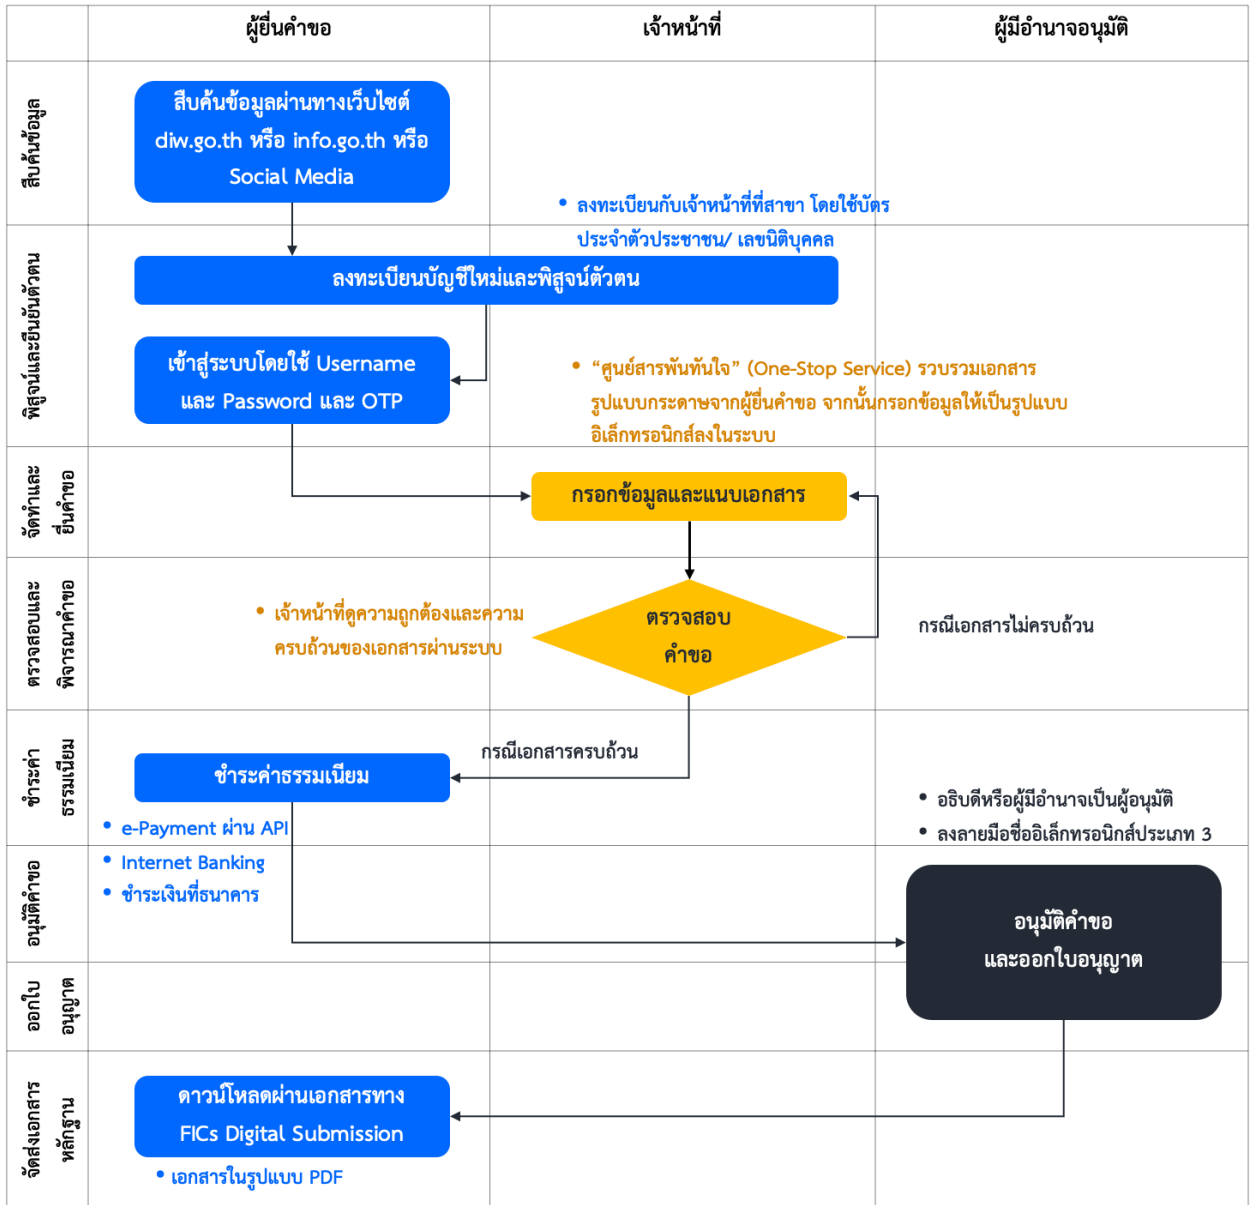 ผู้ยื่นคำขอ
เจ้าหน้าที่
ผู้มีอำนาจอนุมัติ
สืบค้นข้อมูล
สืบค้นข้อมูลผ่านทางเว็บไซต์
diw.go.th หรือ info.go.th หรือ
Social Media
• ลงทะเบียนกับเจ้าหน้าที่ที่สาขา โดยใช้บัตร
ประจำตัวประชาชน/ เลขนิติบุคคล
พิสูจน์และยืนยันตัวตน
ลงทะเบียนบัญชีใหม่และพิสูจน์ตัวตน
เข้าสู่ระบบโดยใช้ Username
และ Password และ OTP
• “ศูนย์สารพันทันใจ” (One-Stop Service) รวบรวมเอกสาร
รูปแบบกระดาษจากผู้ยื่นคำขอ จากนั้นกรอกข้อมูลให้เป็นรูปแบบ
อิเล็กทรอนิกส์ลงในระบบ
จัดทำและ
ยื่นคำขอ
กรอกข้อมูลและแนบเอกสาร
ตรวจสอบและ
พิจารณาคำขอ
• เจ้าหน้าที่ดูความถูกต้องและความ
ครบถ้วนของเอกสารผ่านระบบ
ตรวจสอบ
คำขอ
กรณีเอกสารไม่ครบถ้วน
ชำระค่า
ธรรมเนียม
กรณีเอกสารครบถ้วน
ชำระค่าธรรมเนียม
• e-Payment ผ่าน API
• Internet Banking
• ชำระเงินที่ธนาคาร
• อธิบดีหรือผู้มีอำนาจเป็นผู้อนุมัติ
• ลงลายมือชื่ออิเล็กทรอนิกส์ประเภท 3
อนุมัติคำขอ
อนุมัติคำขอ
และออกใบอนุญาต
ออกใบ
อนุญาต
จัดส่งเอกสาร
หลักฐาน
ดาวน์โหลดผ่านเอกสารทาง
FICs Digital Submission
• เอกสารในรูปแบบ PDF